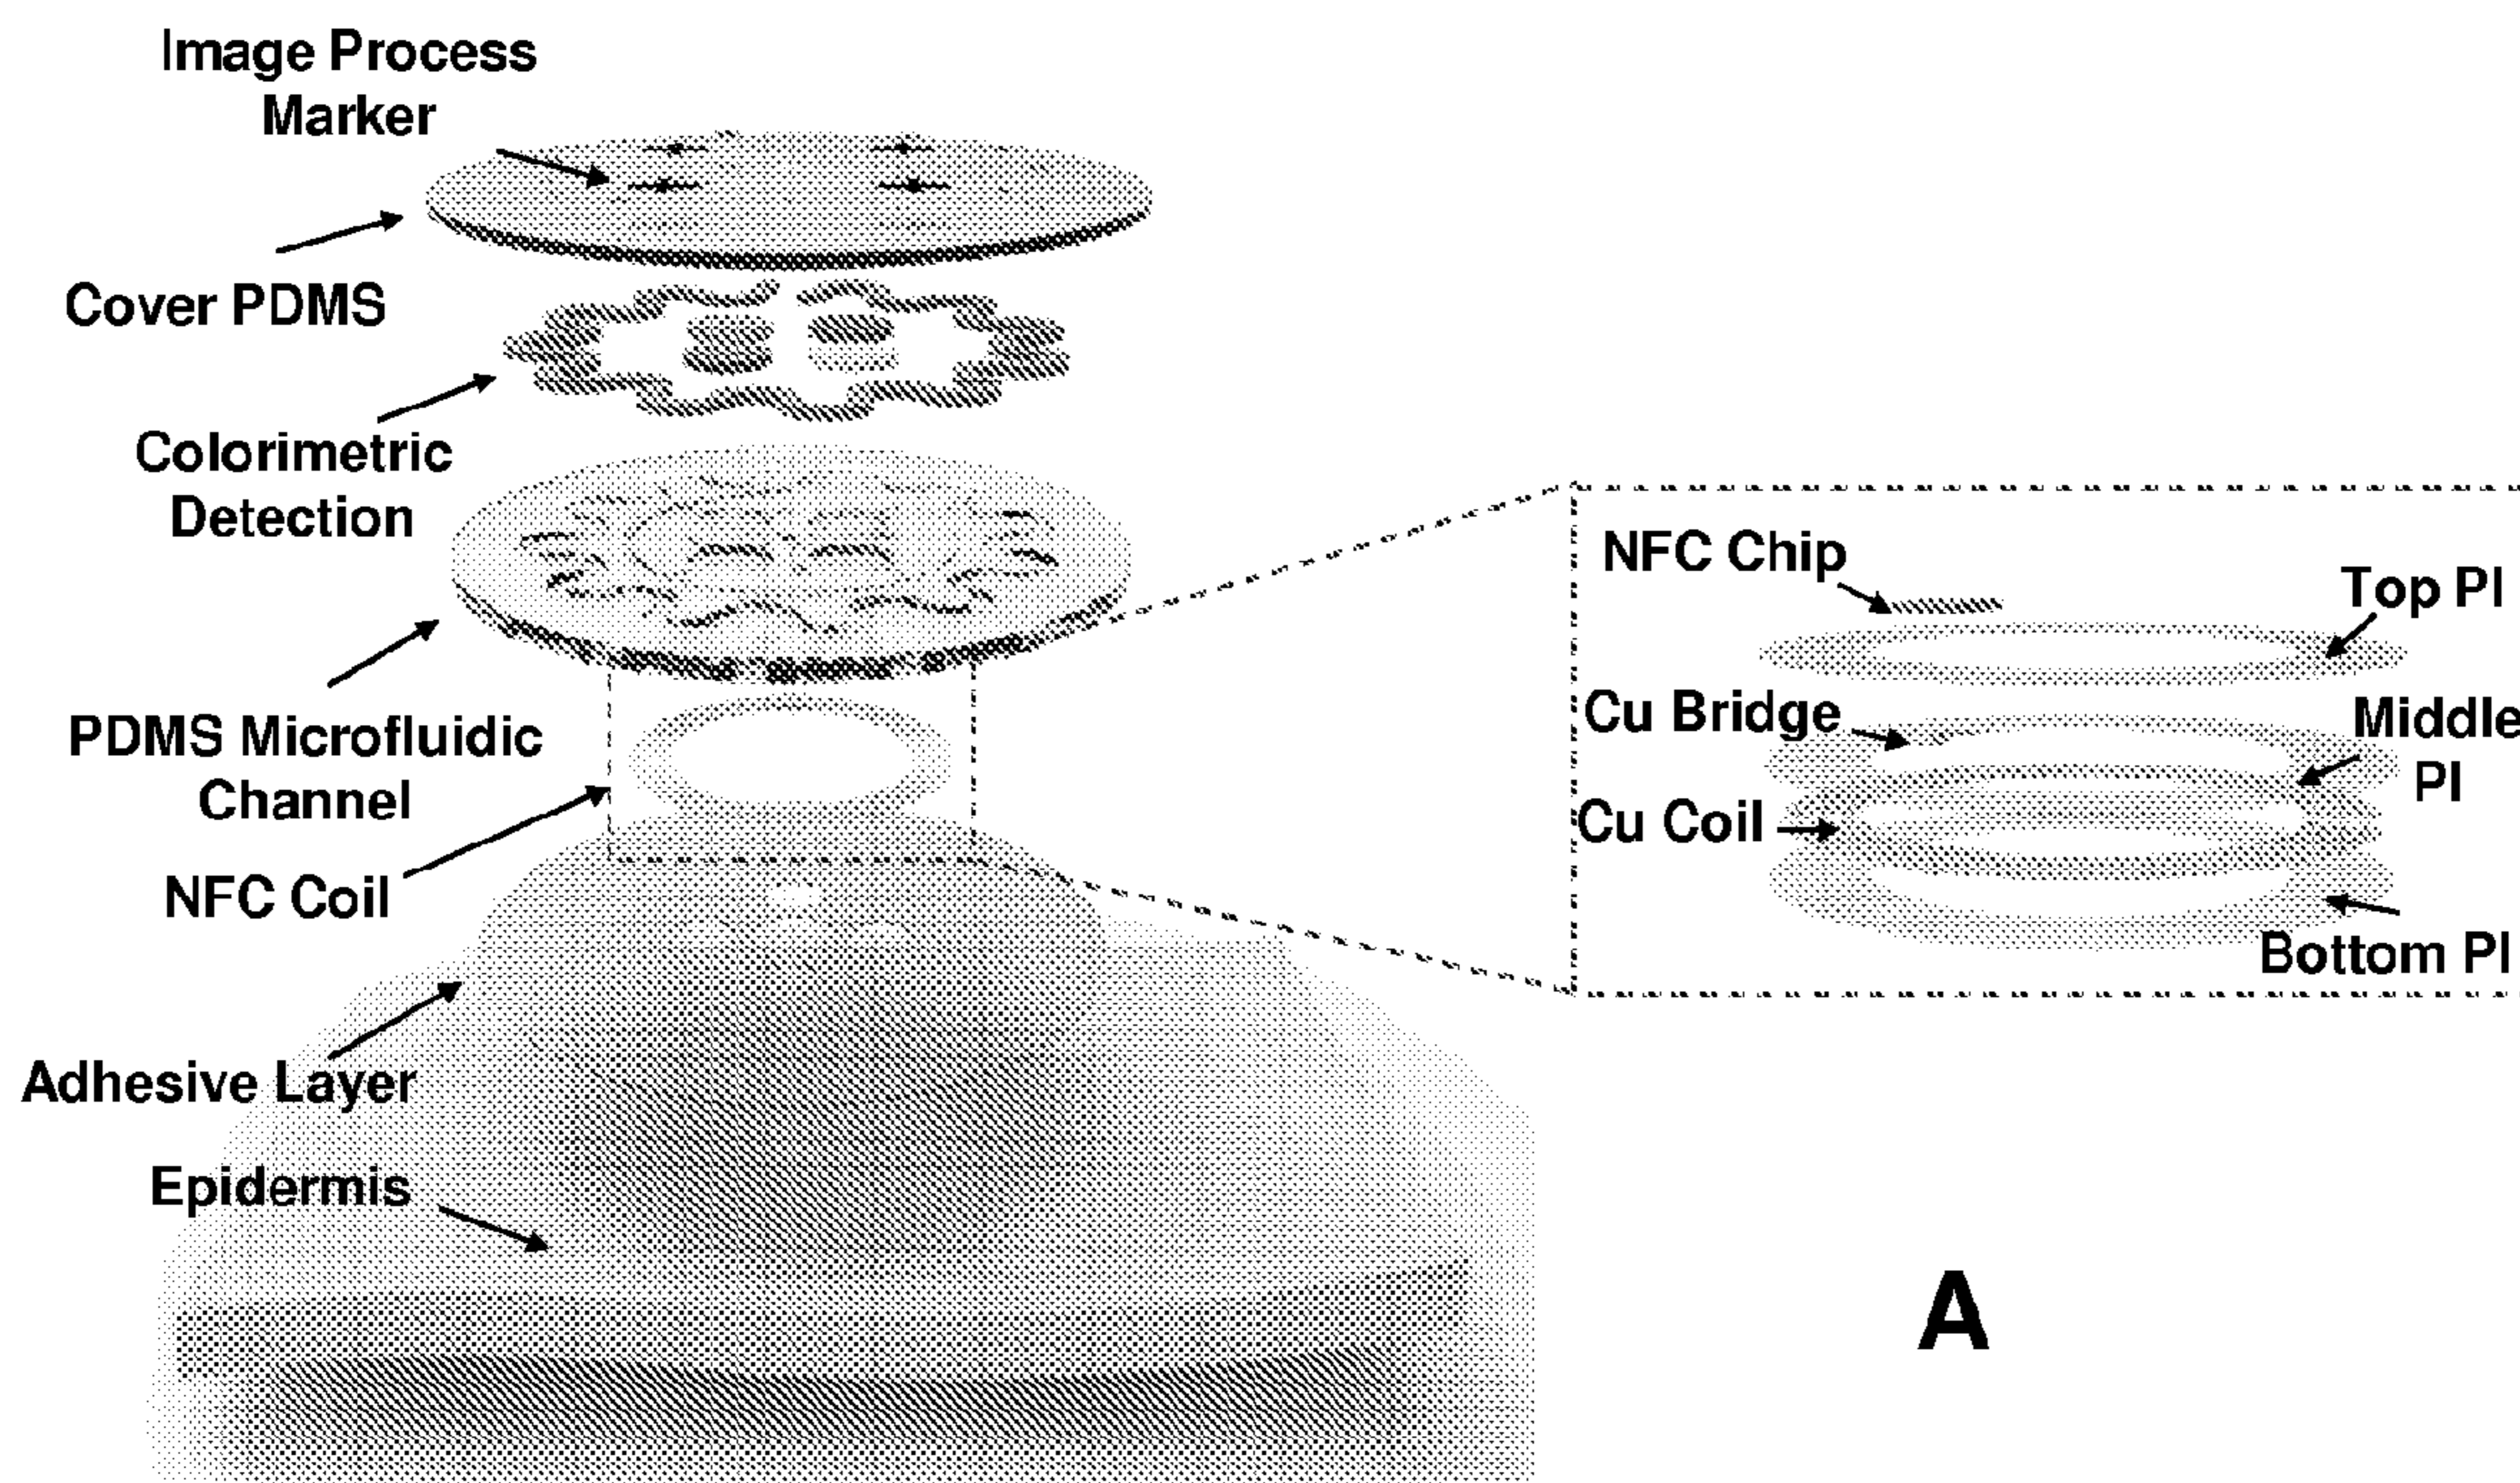 Image Process
Marker
Cover PDMS
Colorimetric
Detection
PDMS Microfluidic
Channel
NFC Coil
Adhesive Layer
Epidermis
NFC Chip
Top PI
Cu Bridge
Middle
PI
Cu Coil
Bottom PI
A